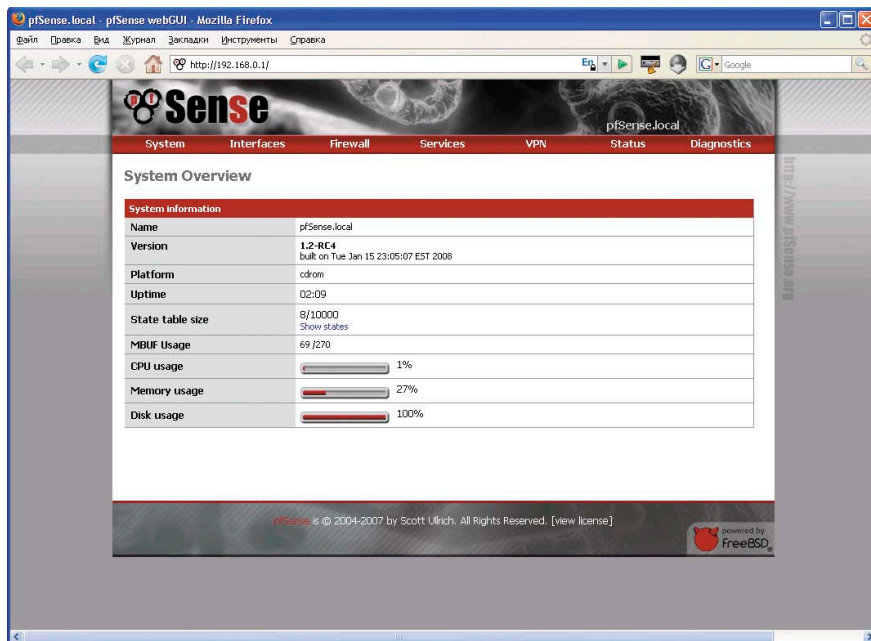 pfSense.local - pfSense webGUI - Mozilla Firefox
Файл Правка Вид Журнал Закладки Инструменты Справка
http://192.168.0.1/ En G Google
pf Sense
pfSense.local
System Interfaces Firewall Services VPN Status Diagnostics
http://www.pfSense.org
System Overview
System information
Name pfSense.local
Version 1.2-RC4
built on Tue Jan 15 23:05:07 EST 2008
Platform cdrom
Uptime 02:09
State table size 8/10000
Show states
MBUF Usage 69 /270
CPU usage 1%
Memory usage 27%
Disk usage 100%
pfSense is © 2004-2007 by Scott Ullrich. All Rights Reserved. [view license]
powered by
FreeBSD